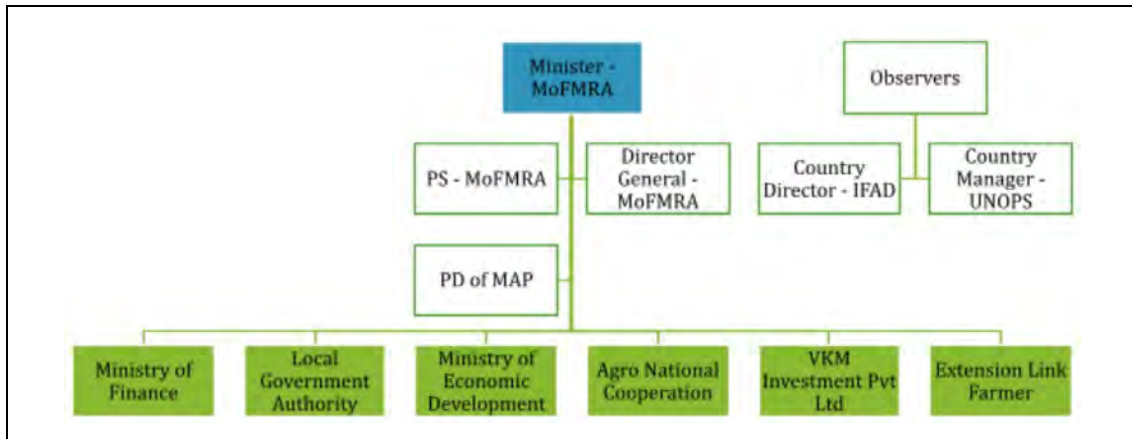 Minister -
MoFMRA
Observers
PS - MoFMRA
Director
General -
MoFMRA
Country
Director - IFAD
Country
Manager -
UNOPS
PD of MAP
Ministry of
Finance
Local
Government
Authority
Ministry of
Economic
Development
Agro National
Cooperation
VKM
Investment Pvt
Ltd
Extension Link
Farmer